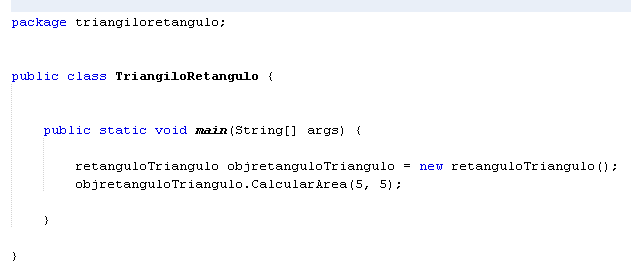 package triangiloretangulo;
public class TriangiloRetangulo {
public static void main(String[] args) {
retanguloTriangulo objretanguloTriangulo = new retanguloTriangulo();
objretanguloTriangulo.CalcularArea(5, 5);
}
}